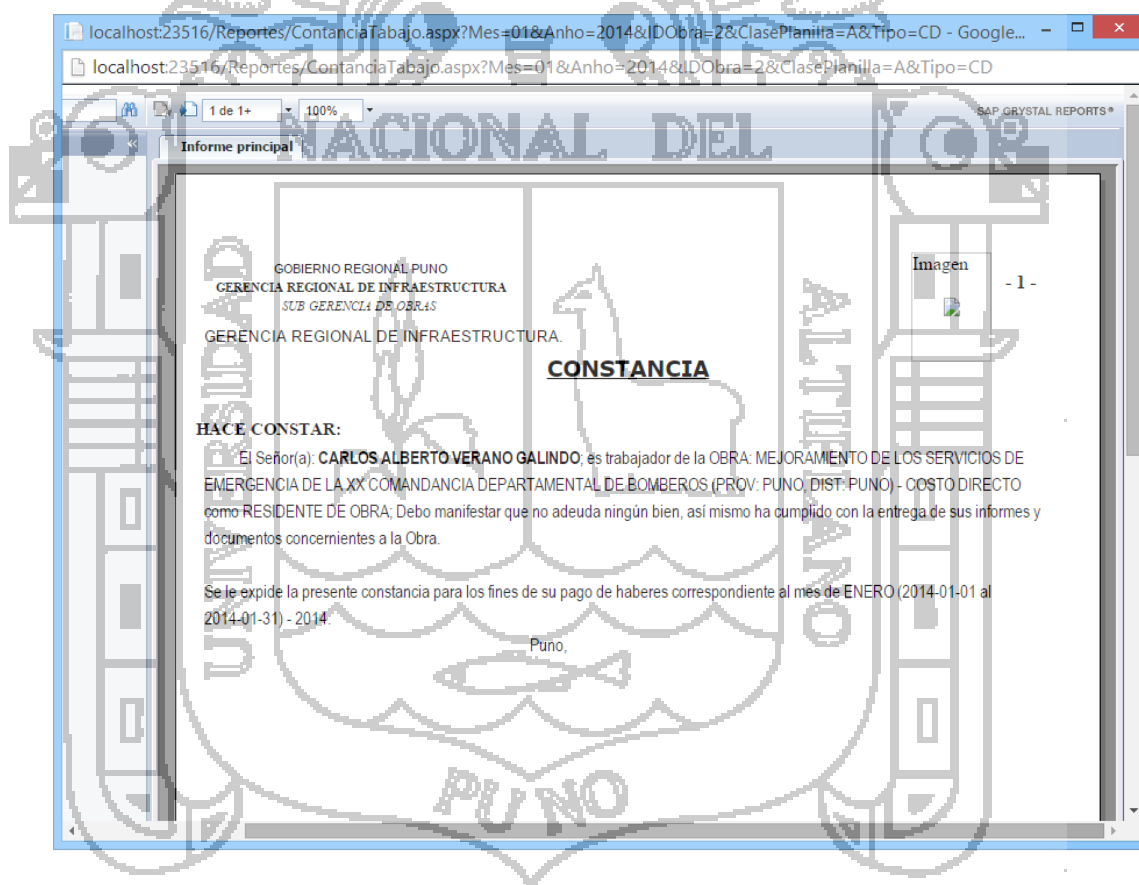 localhost:23516/Reportes/ContanciaTabajo.aspx?Mes=01&Anho=2014&IDObra=2&ClasePlanilla=A&Tipo=CD - Google...
localhost:23516/Reportes/ContanciaTabajo.aspx?Mes=01&Anho=2014&IDObra=2&ClasePlanilla=A&Tipo=CD
1 de 1+ 100% SAP CRYSTAL REPORTS®
Informe principal
NACIONAL DEL
UNIVERSIDAD
ALTIPLANO
GOBIERNO REGIONAL PUNO
GERENCIA REGIONAL DE INFRAESTRUCTURA
SUB GERENCIA DE OBRAS
Imagen
- 1 -
GERENCIA REGIONAL DE INFRAESTRUCTURA.
CONSTANCIA
HACE CONSTAR:
El Señor(a): CARLOS ALBERTO VERANO GALINDO; es trabajador de la OBRA: MEJORAMIENTO DE LOS SERVICIOS DE
EMERGENCIA DE LA XX COMANDANCIA DEPARTAMENTAL DE BOMBEROS (PROV: PUNO, DIST: PUNO) - COSTO DIRECTO
como RESIDENTE DE OBRA; Debo manifestar que no adeuda ningún bien, así mismo ha cumplido con la entrega de sus informes y
documentos concernientes a la Obra.
Se le expide la presente constancia para los fines de su pago de haberes correspondiente al mes de ENERO (2014-01-01 al
2014-01-31) - 2014.
Puno,
PUNO